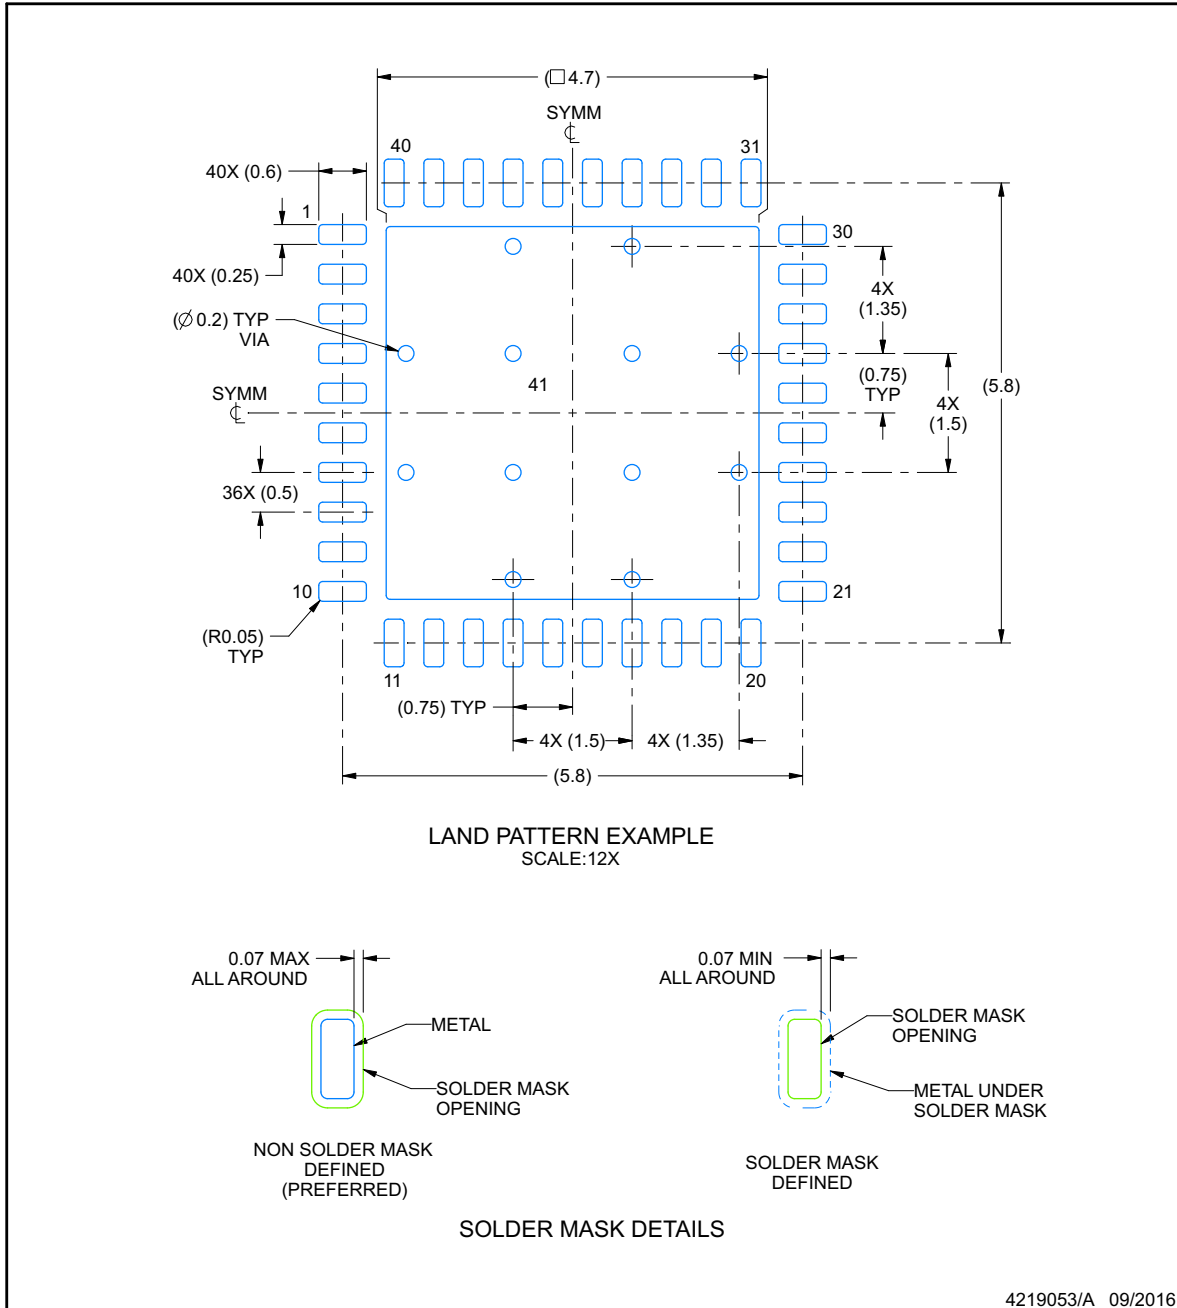 (□4.7)
SYMM
℄
40
31
40X (0.6)
1
30
40X (0.25)
4X
(1.35)
(∅0.2) TYP
VIA
(0.75)
TYP
41
SYMM
℄
4X
(1.5)
(5.8)
36X (0.5)
10
21
(R0.05)
TYP
11
20
(0.75) TYP
4X (1.5)
4X (1.35)
(5.8)
LAND PATTERN EXAMPLE
SCALE:12X
0.07 MAX
ALL AROUND
METAL
SOLDER MASK
OPENING
NON SOLDER MASK
DEFINED
(PREFERRED)
0.07 MIN
ALL AROUND
SOLDER MASK
OPENING
METAL UNDER
SOLDER MASK
SOLDER MASK
DEFINED
SOLDER MASK DETAILS
4219053/A 09/2016